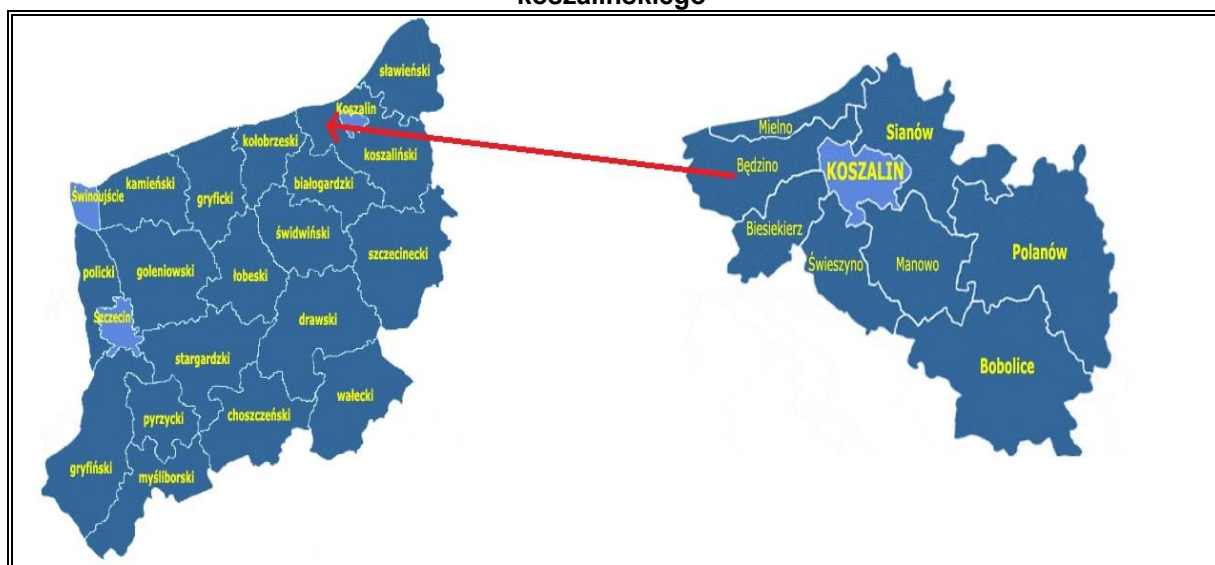 koszalińskiego
sławieński
Koszalin
kołobrzeski
koszaliński
kamieński
białogardzki
Świnoujście
gryficki
świdwiński
szczecinecki
policki
goleniowski
łobeski
Szczecin
drawski
stargardzki
wałecki
choszczeński
pyrzycki
gryfiński
myśliborski
Mielno
Sianów
Będzino
KOSZALIN
Biesiekierz
Świeszyno
Manowo
Polanów
Bobolice